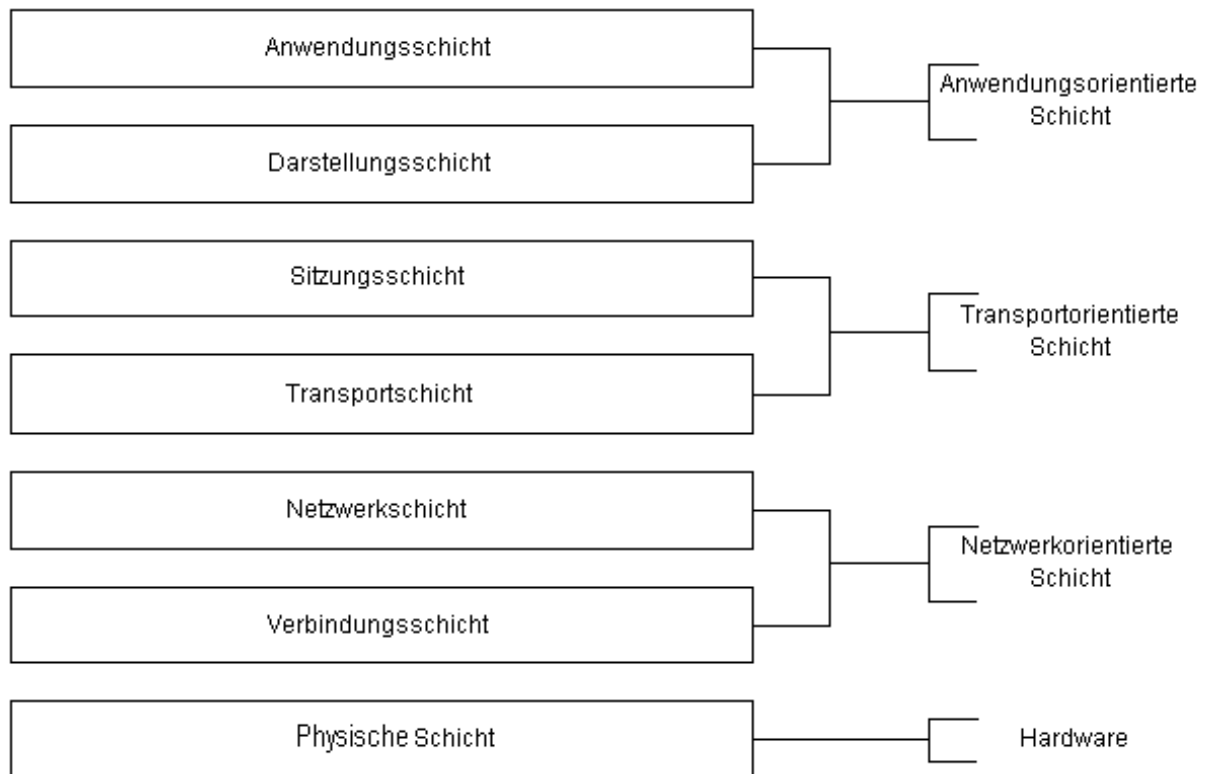 Anwendungsschicht
Anwendungsorientierte
Schicht
Darstellungsschicht
Sitzungsschicht
Transportorientierte
Schicht
Transportschicht
Netzwerkschicht
Netzwerkorientierte
Schicht
Verbindungsschicht
Physische Schicht
Hardware